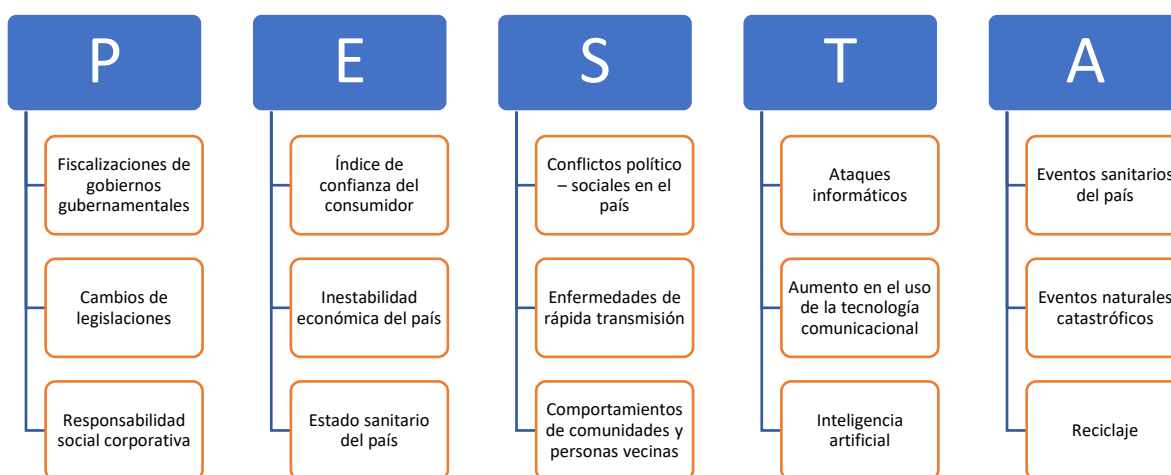 P
Fiscalizaciones de
gobiernos
gubernamentales
Cambios de
legislaciones
Responsabilidad
social corporativa
E
Índice de
confianza del
consumidor
Inestabilidad
económica del país
Estado sanitario
del país
S
Conflictos político
– sociales en el
país
Enfermedades de
rápida transmisión
Comportamientos
de comunidades y
personas vecinas
T
Ataques
informáticos
Aumento en el uso
de la tecnología
comunicacional
Inteligencia
artificial
A
Eventos sanitarios
del país
Eventos naturales
catastróficos
Reciclaje